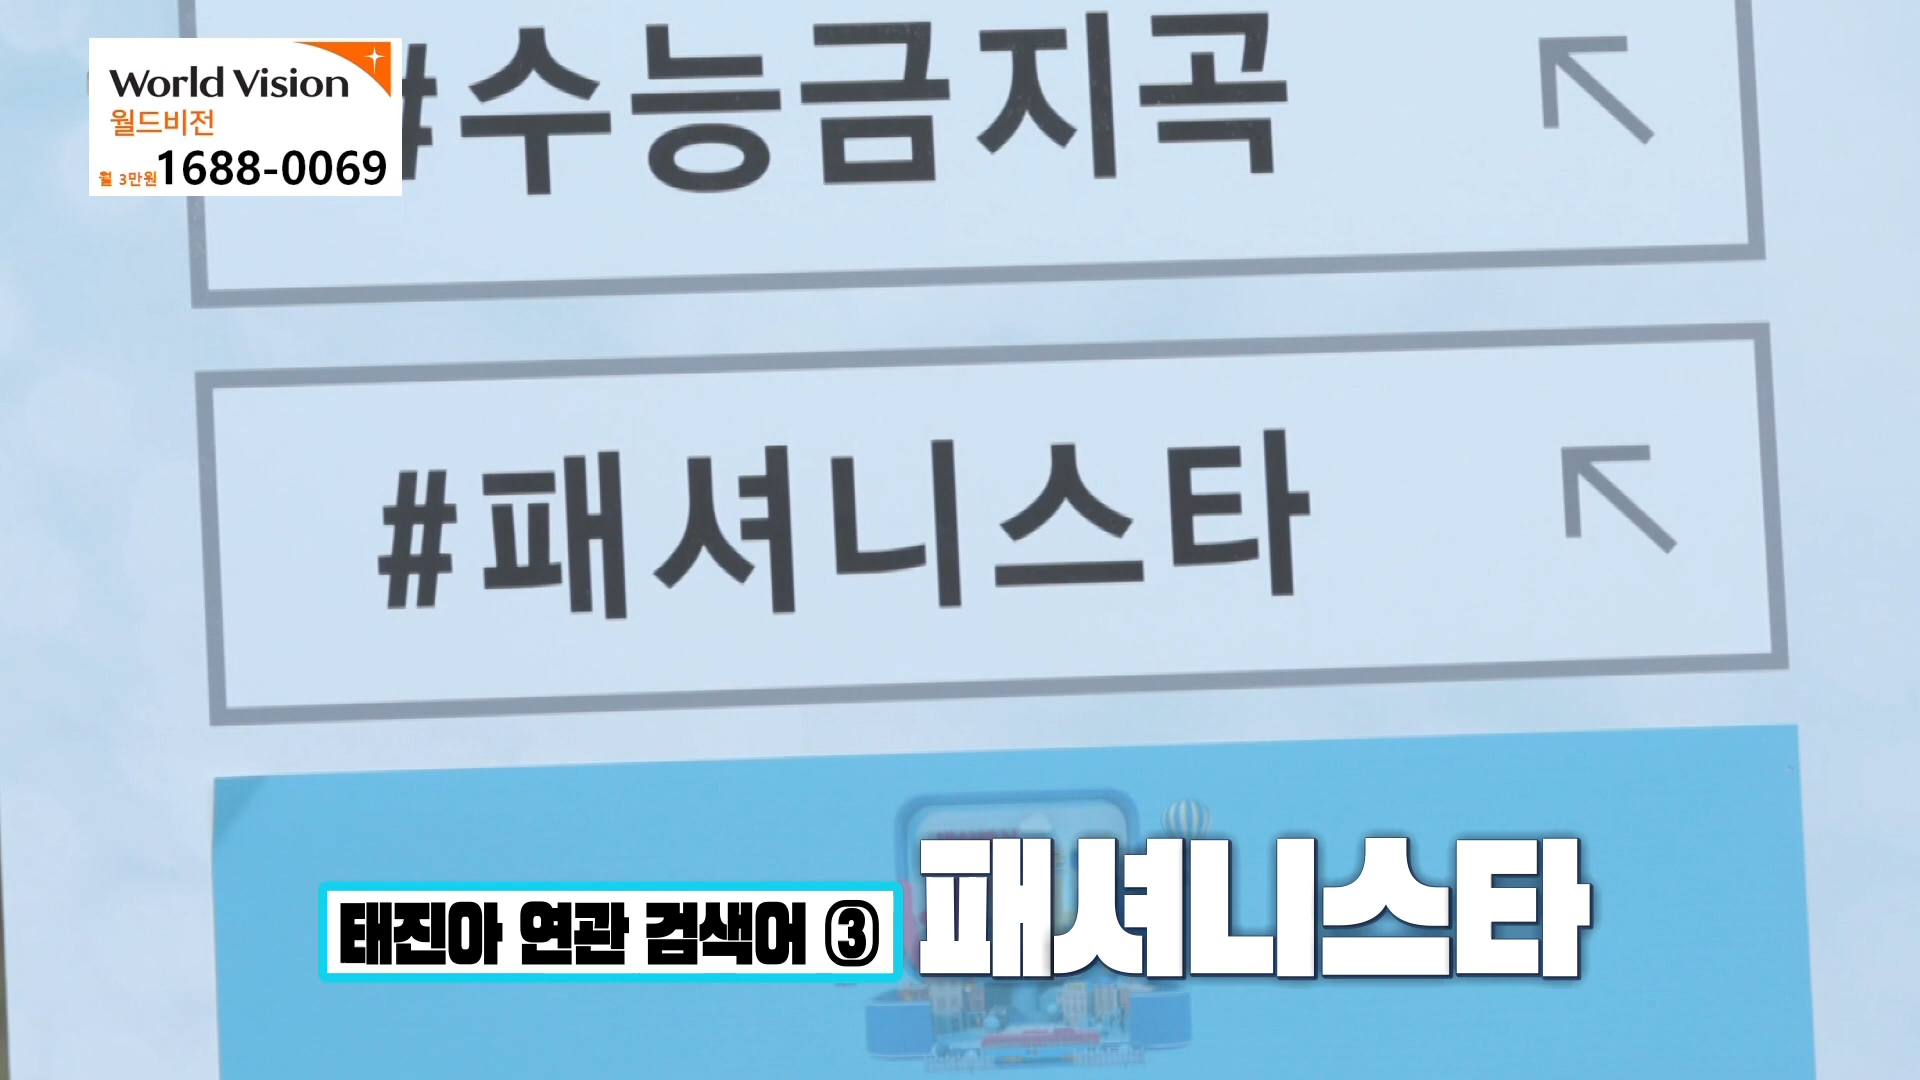 World Vision
월드비전
월 3만원 1688-0069
#수능금지곡
#패셔니스타
태진아 연관 검색어 ③ 패셔니스타